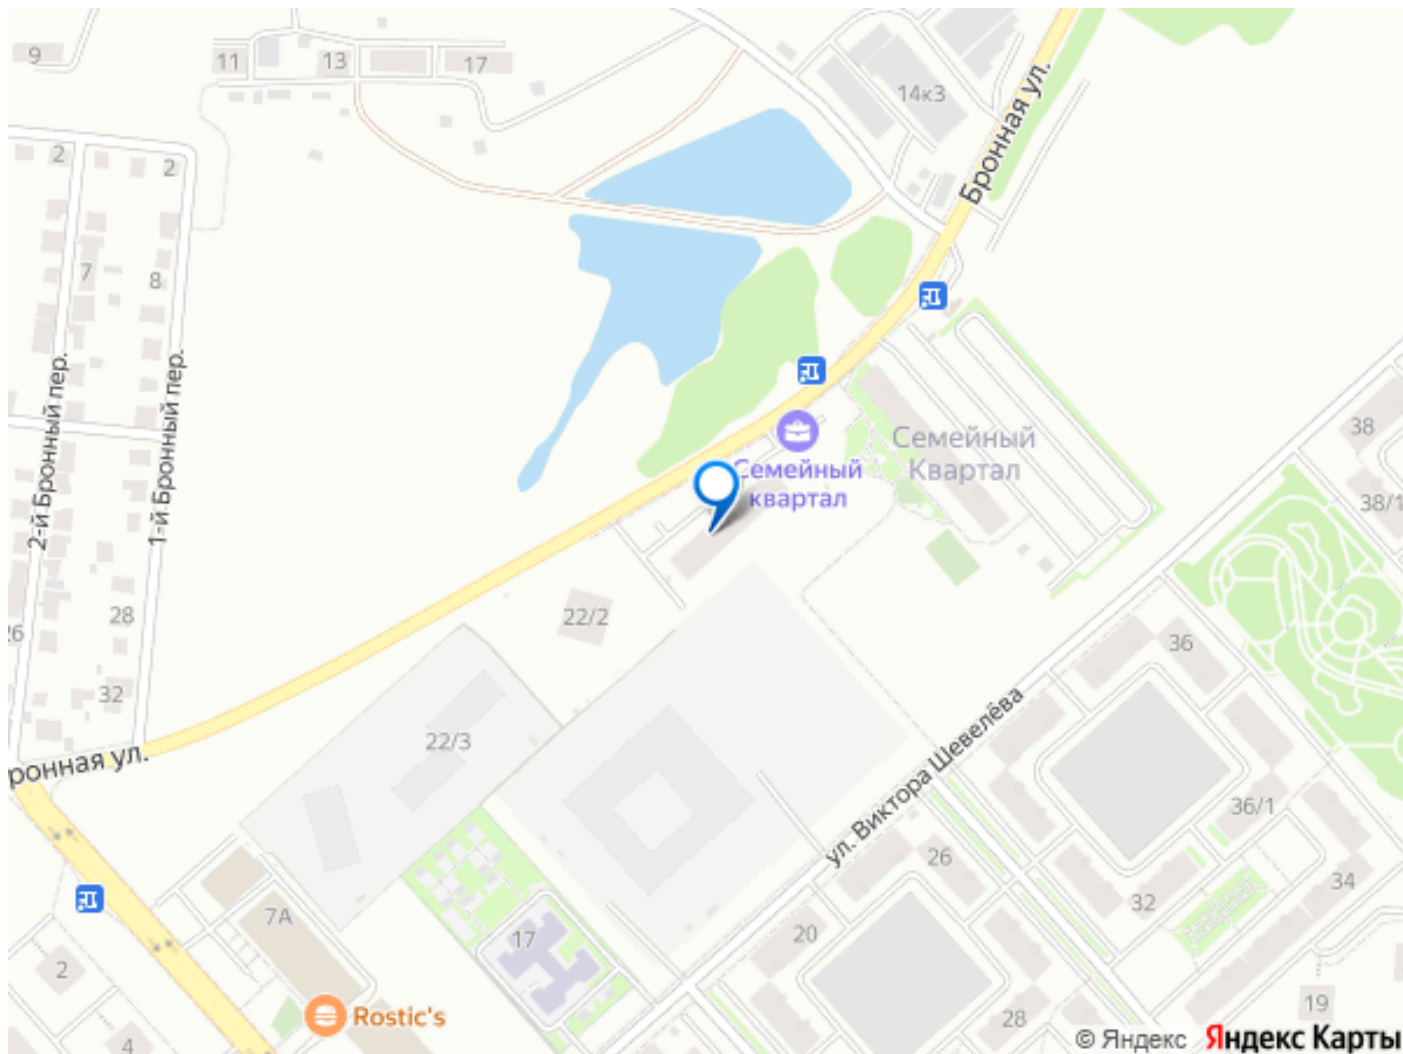 9
11
13
17
14к3
Бронная ул.
2
2
7
8
2-й Бронный пер.
1-й Бронный пер.
Семейный
Квартал
Семейный
квартал
38
38/1
22/2
28
26
32
36
22/3
ронная ул.
ул. Виктора Шевелёва
36/1
26
32
34
7А
17
20
2
19
28
4
Rostic's
© Яндекс Яндекс Карты